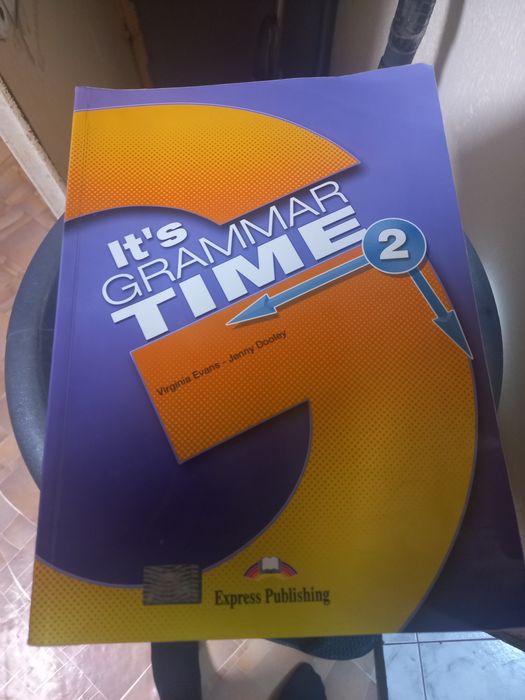 It's
GRAMMAR
TIME 2
Virginia Evans - Jenny Dooley
Express Publishing